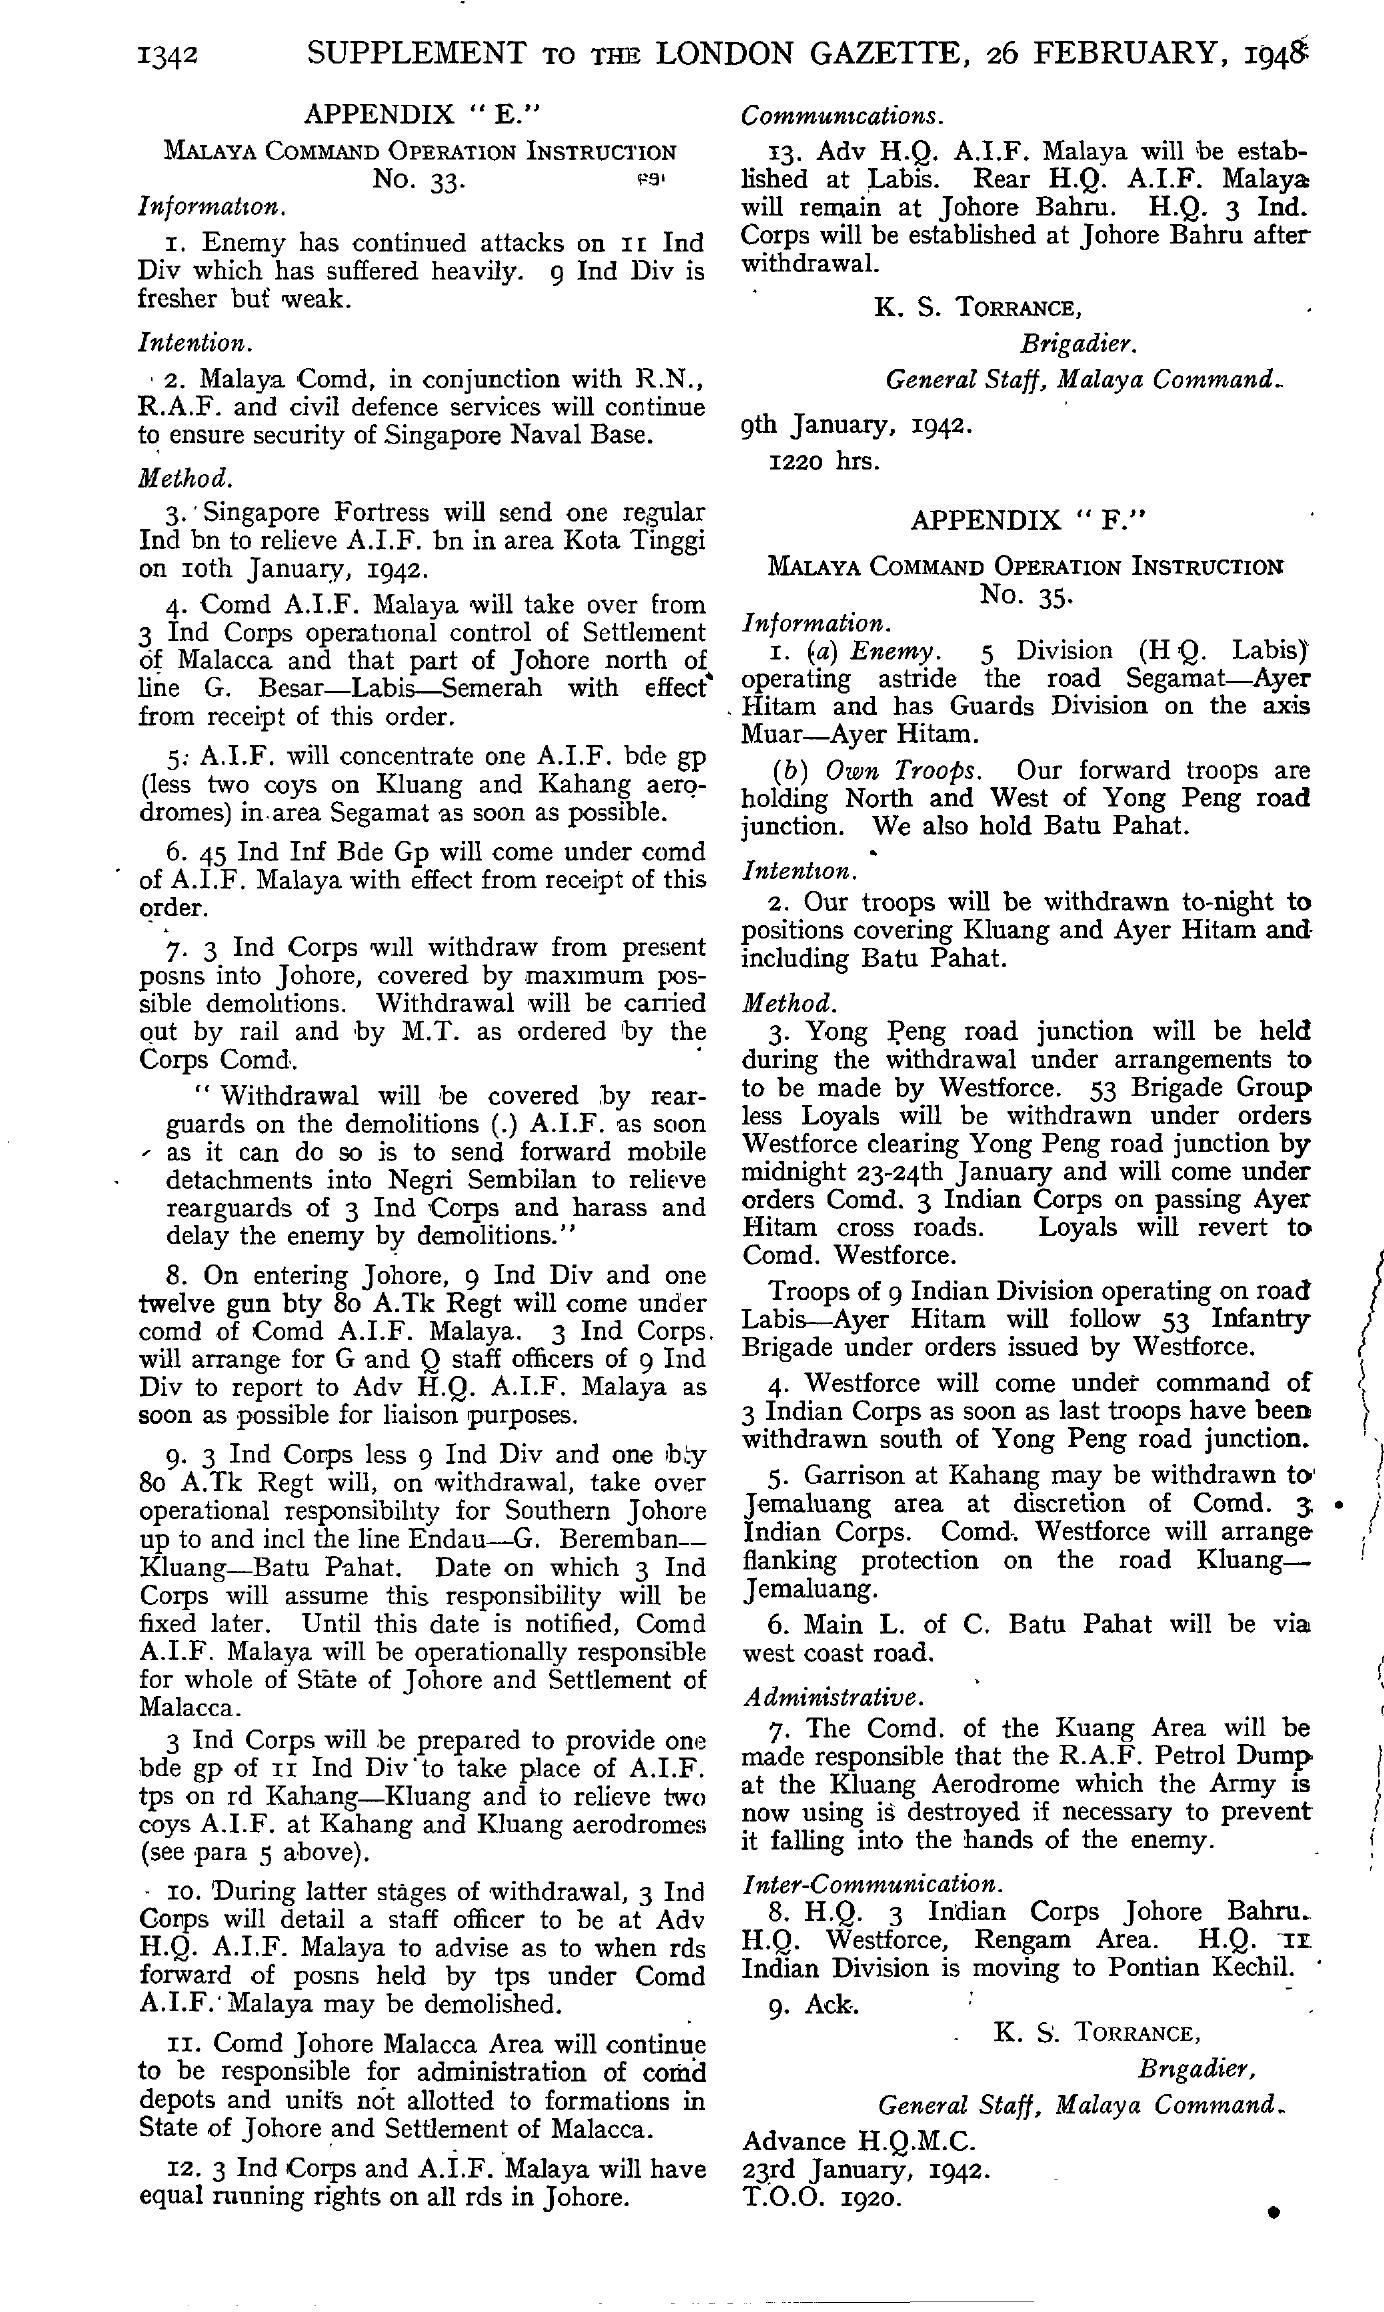 1342 SUPPLEMENT TO THE LONDON GAZETTE, 26 FEBRUARY, 1948
APPENDIX " E."
MALAYA COMMAND OPERATION INSTRUCTION
No. 33.
Information.
1. Enemy has continued attacks on 11 Ind
Div which has suffered heavily. 9 Ind Div is
fresher but weak.
Intention.
2. Malaya Comd, in conjunction with R.N.,
R.A.F. and civil defence services will continue
to ensure security of Singapore Naval Base.
Method.
3. Singapore Fortress will send one regular
Ind bn to relieve A.I.F. bn in area Kota Tinggi
on 10th January, 1942.
4. Comd A.I.F. Malaya will take over from
3 Ind Corps operational control of Settlement
of Malacca and that part of Johore north of
line G. Besar—Labis—Semerah with effect
from receipt of this order.
5. A.I.F. will concentrate one A.I.F. bde gp
(less two coys on Kluang and Kahang aero-
dromes) in area Segamat as soon as possible.
6. 45 Ind Inf Bde Gp will come under comd
of A.I.F. Malaya with effect from receipt of this
order.
7. 3 Ind Corps will withdraw from present
posns into Johore, covered by maximum pos-
sible demolitions. Withdrawal will be carried
out by rail and by M.T. as ordered by the
Corps Comd.
" Withdrawal will be covered by rear-
guards on the demolitions (.) A.I.F. as soon
as it can do so is to send forward mobile
detachments into Negri Sembilan to relieve
rearguards of 3 Ind Corps and harass and
delay the enemy by demolitions."
8. On entering Johore, 9 Ind Div and one
twelve gun bty 80 A.Tk Regt will come under
comd of Comd A.I.F. Malaya. 3 Ind Corps
will arrange for G and Q staff officers of 9 Ind
Div to report to Adv H.Q. A.I.F. Malaya as
soon as possible for liaison purposes.
9. 3 Ind Corps less 9 Ind Div and one bty
80 A.Tk Regt will, on withdrawal, take over
operational responsibility for Southern Johore
up to and incl the line Endau—G. Beremban—
Kluang—Batu Pahat. Date on which 3 Ind
Corps will assume this responsibility will be
fixed later. Until this date is notified, Comd
A.I.F. Malaya will be operationally responsible
for whole of State of Johore and Settlement of
Malacca.
3 Ind Corps will be prepared to provide one
bde gp of 11 Ind Div to take place of A.I.F.
tps on rd Kahang—Kluang and to relieve two
coys A.I.F. at Kahang and Kluang aerodromes
(see para 5 above).
10. During latter stages of withdrawal, 3 Ind
Corps will detail a staff officer to be at Adv
H.Q. A.I.F. Malaya to advise as to when rds
forward of posns held by tps under Comd
A.I.F. Malaya may be demolished.
11. Comd Johore Malacca Area will continue
to be responsible for administration of comd
depots and units not allotted to formations in
State of Johore and Settlement of Malacca.
12. 3 Ind Corps and A.I.F. Malaya will have
equal running rights on all rds in Johore.
Communications.
13. Adv H.Q. A.I.F. Malaya will be estab-
lished at Labis. Rear H.Q. A.I.F. Malaya
will remain at Johore Bahru. H.Q. 3 Ind.
Corps will be established at Johore Bahru after
withdrawal.
K. S. TORRANCE,
Brigadier.
General Staff, Malaya Command.
9th January, 1942.
1220 hrs.
APPENDIX " F."
MALAYA COMMAND OPERATION INSTRUCTION
No. 35.
Information.
1. (a) Enemy. 5 Division (H.Q. Labis)
operating astride the road Segamat—Ayer
Hitam and has Guards Division on the axis
Muar—Ayer Hitam.
(b) Own Troops. Our forward troops are
holding North and West of Yong Peng road
junction. We also hold Batu Pahat.
Intention.
2. Our troops will be withdrawn to-night to
positions covering Kluang and Ayer Hitam and
including Batu Pahat.
Method.
3. Yong Peng road junction will be held
during the withdrawal under arrangements to
to be made by Westforce. 53 Brigade Group
less Loyals will be withdrawn under orders
Westforce clearing Yong Peng road junction by
midnight 23-24th January and will come under
orders Comd. 3 Indian Corps on passing Ayer
Hitam cross roads. Loyals will revert to
Comd. Westforce.
Troops of 9 Indian Division operating on road
Labis—Ayer Hitam will follow 53 Infantry
Brigade under orders issued by Westforce.
4. Westforce will come under command of
3 Indian Corps as soon as last troops have been
withdrawn south of Yong Peng road junction.
5. Garrison at Kahang may be withdrawn to
Jemaluang area at discretion of Comd. 3
Indian Corps. Comd. Westforce will arrange
flanking protection on the road Kluang—
Jemaluang.
6. Main L. of C. Batu Pahat will be via
west coast road.
Administrative.
7. The Comd. of the Kuang Area will be
made responsible that the R.A.F. Petrol Dump
at the Kluang Aerodrome which the Army is
now using is destroyed if necessary to prevent
it falling into the hands of the enemy.
Inter-Communication.
8. H.Q. 3 Indian Corps Johore Bahru.
H.Q. Westforce, Rengam Area. H.Q. 11
Indian Division is moving to Pontian Kechil.
9. Ack.
K. S. TORRANCE,
Brigadier,
General Staff, Malaya Command.
Advance H.Q.M.C.
23rd January, 1942.
T.O.O. 1920.